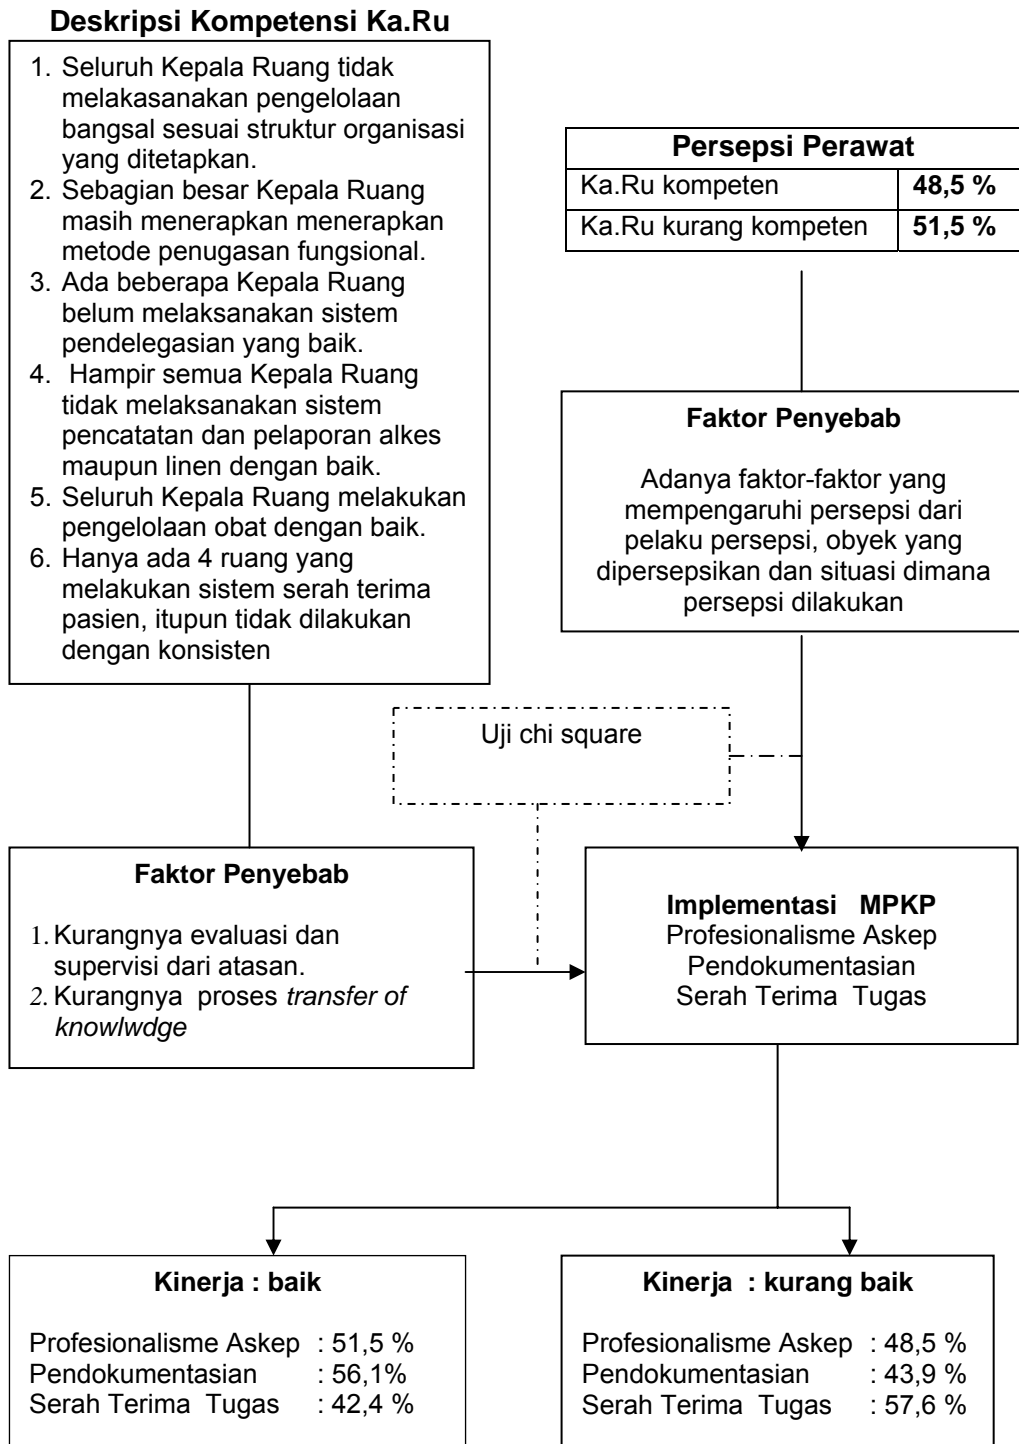 Deskripsi Kompetensi Ka.Ru
1. Seluruh Kepala Ruang tidak
melakasanakan pengelolaan
bangsal sesuai struktur organisasi
yang ditetapkan.
2. Sebagian besar Kepala Ruang
masih menerapkan menerapkan
metode penugasan fungsional.
3. Ada beberapa Kepala Ruang
belum melaksanakan sistem
pendelegasian yang baik.
4. Hampir semua Kepala Ruang
tidak melaksanakan sistem
pencatatan dan pelaporan alkes
maupun linen dengan baik.
5. Seluruh Kepala Ruang melakukan
pengelolaan obat dengan baik.
6. Hanya ada 4 ruang yang
melakukan sistem serah terima
pasien, itupun tidak dilakukan
dengan konsisten
Persepsi Perawat
Ka.Ru kompeten 48,5 %
Ka.Ru kurang kompeten 51,5 %
Faktor Penyebab
Adanya faktor-faktor yang
mempengaruhi persepsi dari
pelaku persepsi, obyek yang
dipersepsikan dan situasi dimana
persepsi dilakukan
Uji chi square
Faktor Penyebab
1. Kurangnya evaluasi dan
supervisi dari atasan.
2. Kurangnya proses transfer of
knowlwdge
Implementasi MPKP
Profesionalisme Askep
Pendokumentasian
Serah Terima Tugas
Kinerja : baik
Profesionalisme Askep : 51,5 %
Pendokumentasian : 56,1%
Serah Terima Tugas : 42,4 %
Kinerja : kurang baik
Profesionalisme Askep : 48,5 %
Pendokumentasian : 43,9 %
Serah Terima Tugas : 57,6 %